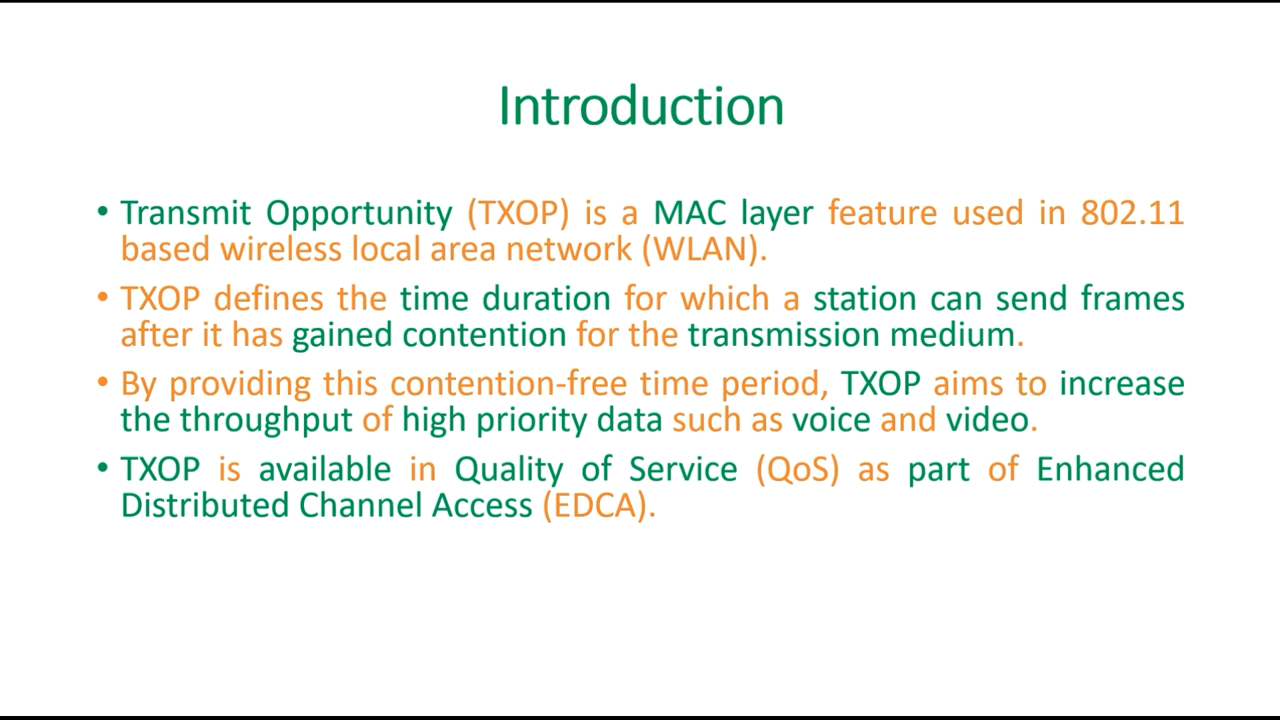 Introduction
• Transmit Opportunity (TXOP) is a MAC layer feature used in 802.11
based wireless local area network (WLAN).
• TXOP defines the time duration for which a station can send frames
after it has gained contention for the transmission medium.
• By providing this contention-free time period, TXOP aims to increase
the throughput of high priority data such as voice and video.
• TXOP is available in Quality of Service (QoS) as part of Enhanced
Distributed Channel Access (EDCA).